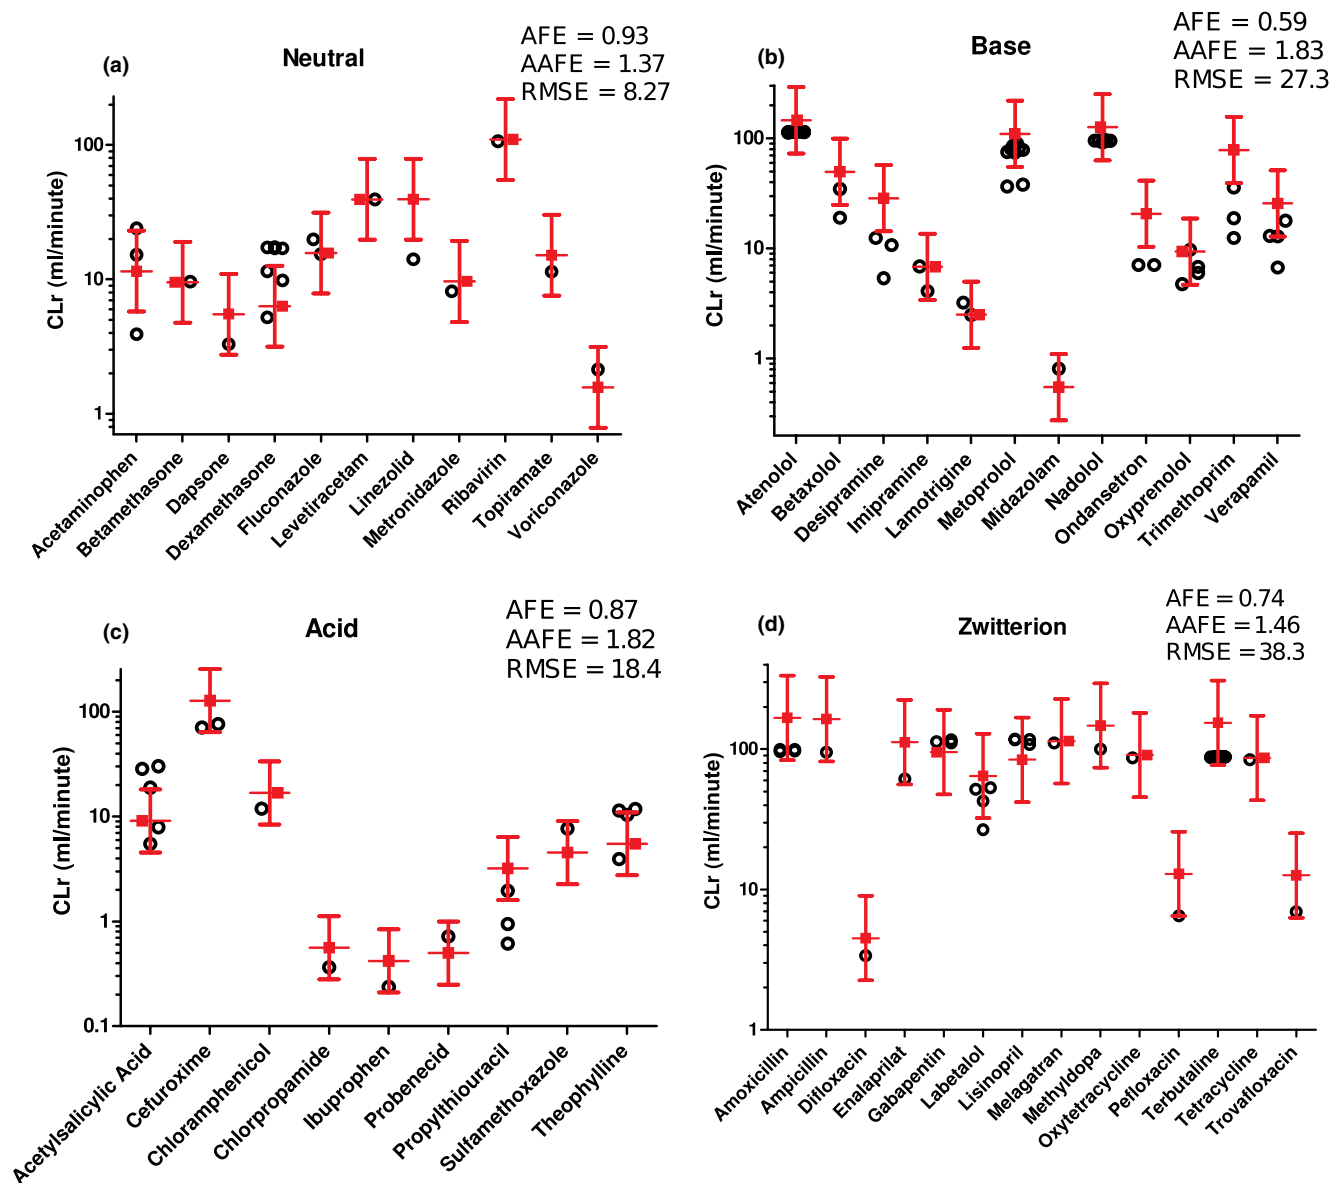 (a)
Neutral
AFE = 0.93
AAFE = 1.37
RMSE = 8.27
CLr (ml/minute)
100
10
1
Acetaminophen
Betamethasone
Dapsone
Dexamethasone
Fluconazole
Levetiracetam
Linezolid
Metronidazole
Ribavirin
Topiramate
Voriconazole
(b)
Base
AFE = 0.59
AAFE = 1.83
RMSE = 27.3
CLr (ml/minute)
100
10
1
Atenolol
Betaxolol
Desipramine
Imipramine
Lamotrigine
Metoprolol
Midazolam
Nadolol
Ondansetron
Oxyprenolol
Trimethoprim
Verapamil
(c)
Acid
AFE = 0.87
AAFE = 1.82
RMSE = 18.4
CLr (ml/minute)
100
10
1
0.1
Acetylsalicylic Acid
Cefuroxime
Chloramphenicol
Chlorpropamide
Ibuprophen
Probenecid
Propylthiouracil
Sulfamethoxazole
Theophylline
(d)
Zwitterion
AFE = 0.74
AAFE = 1.46
RMSE = 38.3
CLr (ml/minute)
100
10
1
Amoxicillin
Ampicillin
Difloxacin
Enalaprilat
Gabapentin
Labetalol
Lisinopril
Melagatran
Methyldopa
Oxytetracycline
Pefloxacin
Terbutaline
Tetracycline
Trovafloxacin